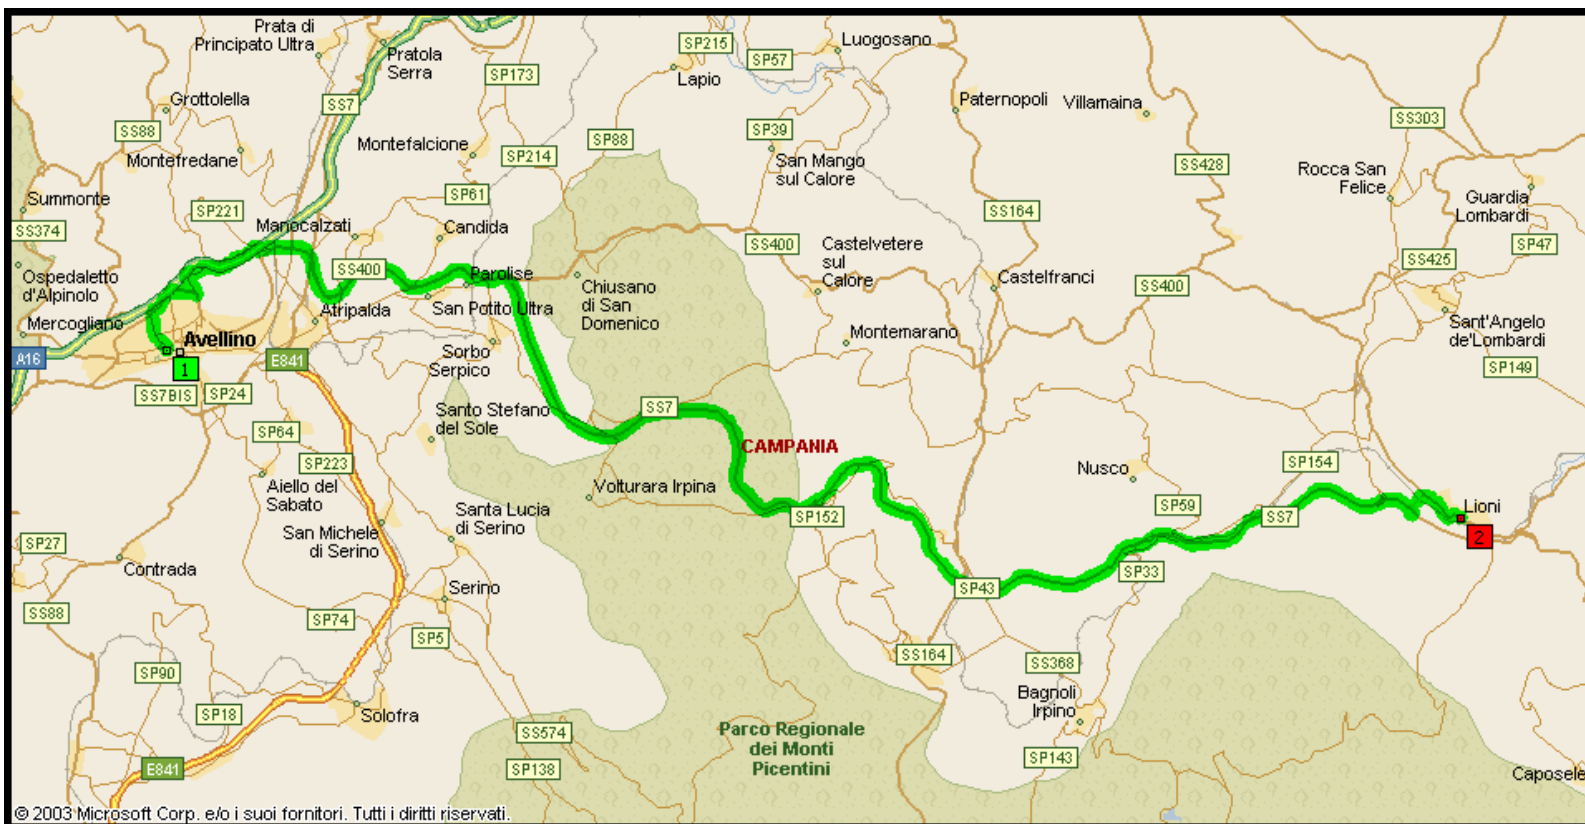 Prata di
Principato Ultra
Pratola
Serra
SP215
SP57
Luogosano
SP173
Lapio
Grottolella
SS7
Paternopoli
Villamaina
SS303
SS88
Montefredane
Montefalcione
SP88
SP39
SP214
San Mango
sul Calore
SS428
Rocca San
Felice
Guardia
Lombardi
Summonte
SP221
SP61
SS164
SS374
Manocalzati
Candida
SS400
Castelvetere
sul
Calore
SP47
SS425
Ospedaletto
d'Alpinolo
SS400
Parolise
Chiusano
di San
Domenico
Castelfranci
SS400
San Potito Ultra
Atripalda
Mercogliano
Avellino
Montemarano
Sant'Angelo
de'Lombardi
A16
1
E841
Sorbo
Serpico
SP149
SS7BIS
SP24
SS7
Santo Stefano
del Sole
SP64
CAMPANIA
SP223
Nusco
SP154
Aiello del
Sabato
Volturara Irpina
Santa Lucia
di Serino
SP152
SP59
SS7
Lioni
San Michele
di Serino
2
SP27
Contrada
SP33
SP43
Serino
SS88
SP74
SP5
SS164
SS368
SP90
Bagnoli
Irpino
SP18
Solofra
SS574
Parco Regionale
dei Monti
Picentini
SP143
E841
SP138
Caposele
© 2003 Microsoft Corp. e/o i suoi fornitori. Tutti i diritti riservati.